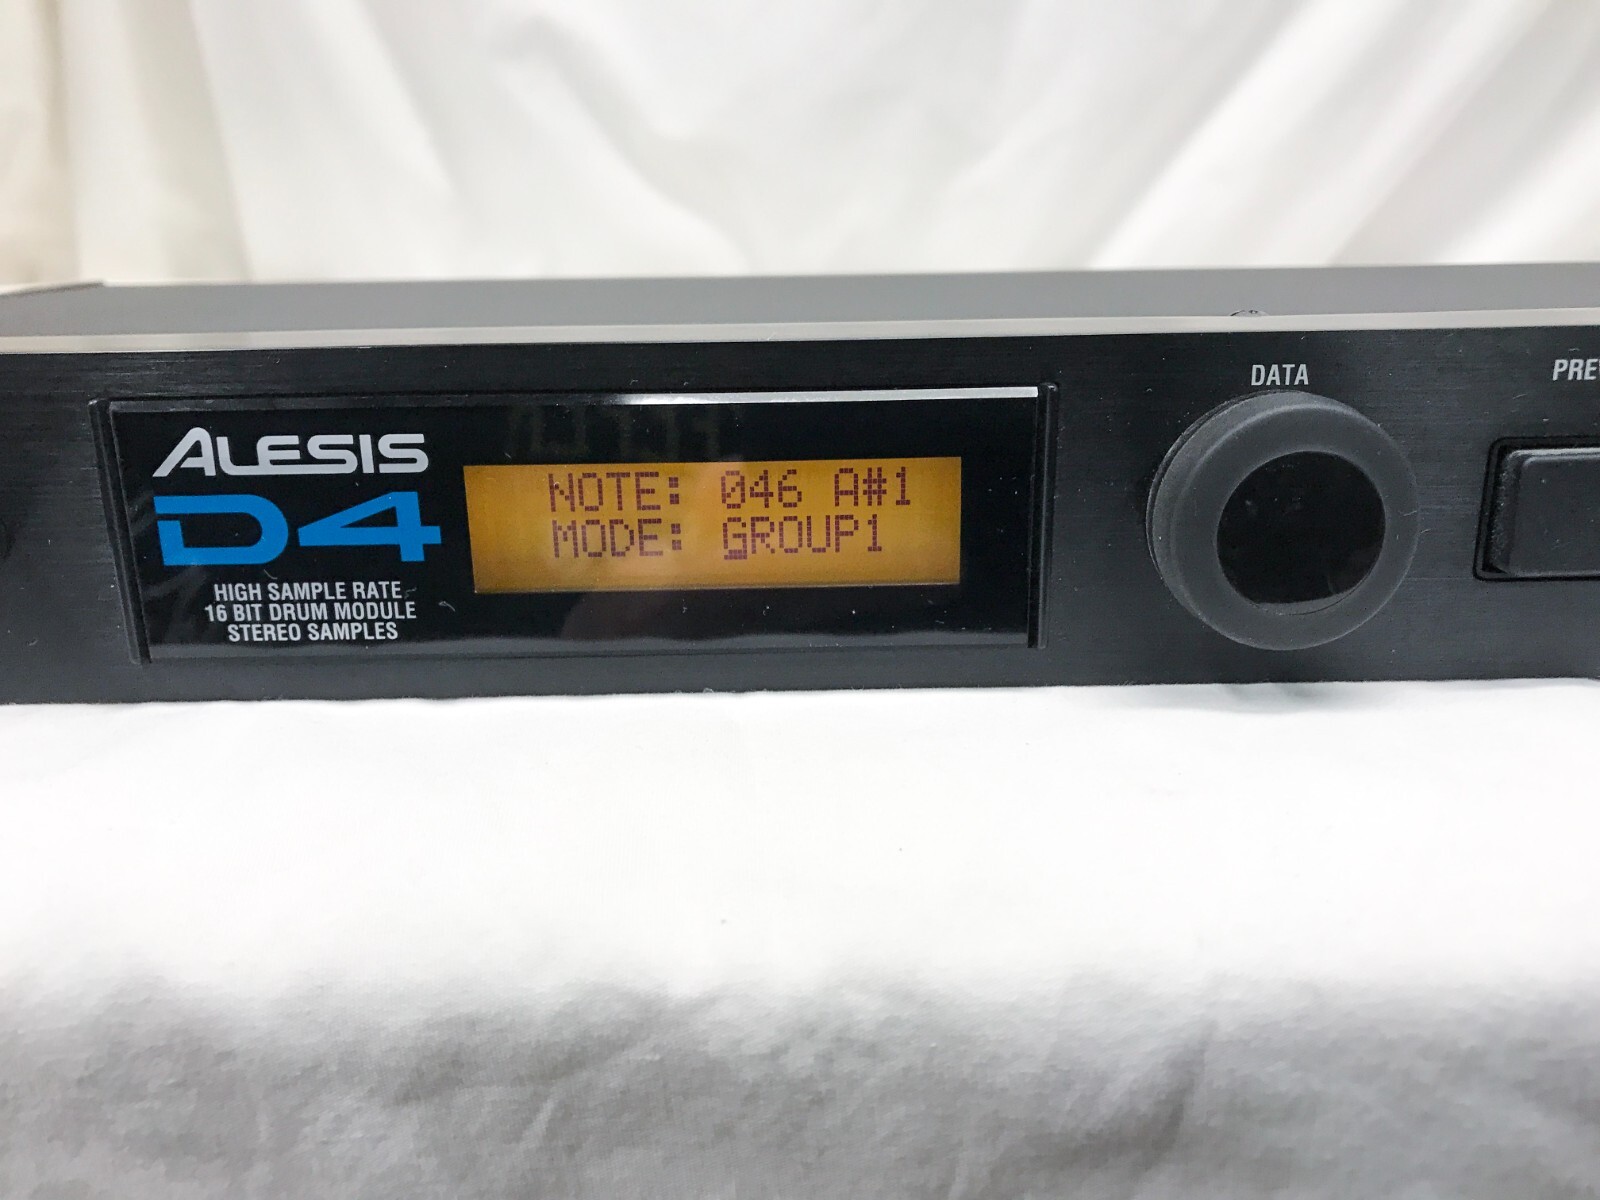 ALESIS
D4
HIGH SAMPLE RATE
16 BIT DRUM MODULE
STEREO SAMPLES
NOTE: 046 A#1
MODE: GROUP1
DATA